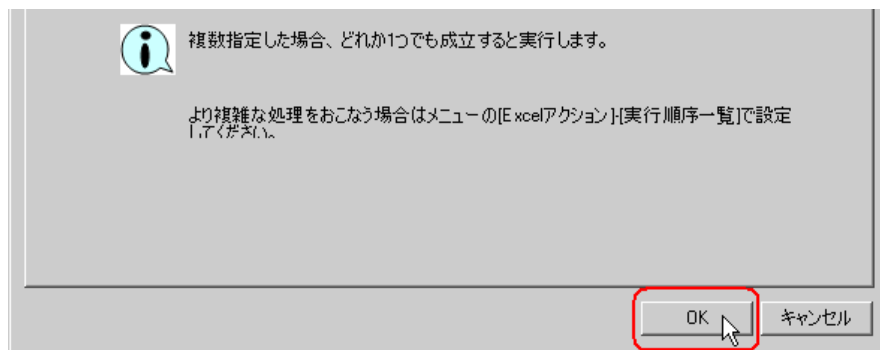 複数指定した場合、どれか1つでも成立すると実行します。
より複雑な処理をおこなう場合はメニューの[Excelアクション]-[実行順序一覧]で設定
してください。
OK
キャンセル